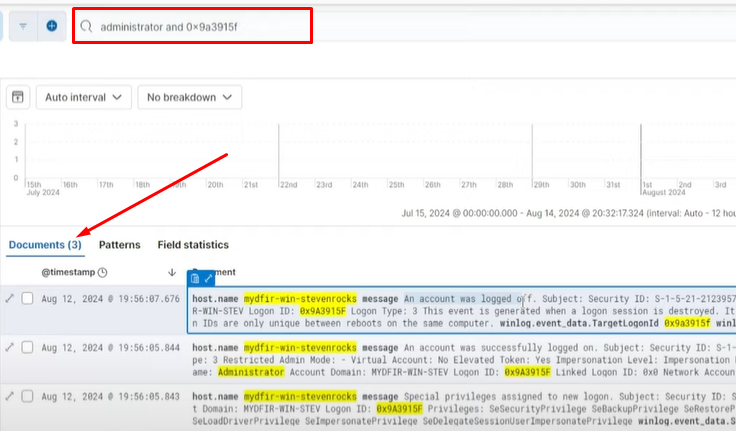 administrator and 0x9a3915f
Auto interval
No breakdown
3
2
1
0
15th 16th 17th 18th 19th 20th 21st 22nd 23rd 24th 25th 26th 27th 28th 29th 30th 31st 1st 2nd 3rd
July 2024 August 2024
Jul 15, 2024 @ 00:00:00.000 - Aug 14, 2024 @ 20:32:17.324 (interval: Auto - 12 hou
Documents (3) Patterns Field statistics
@timestamp ument
Aug 12, 2024 @ 19:56:07.676 host.name mydfir-win-stevenrocks message An account was logged off. Subject: Security ID: S-1-5-21-2123957
R-WIN-STEV Logon ID: 0x9A3915F Logon Type: 3 This event is generated when a logon session is destroyed. It
n IDs are only unique between reboots on the same computer. winlog.event_data.TargetLogonId 0x9a3915f winl
Aug 12, 2024 @ 19:56:05.844 host.name mydfir-win-stevenrocks message An account was successfully logged on. Subject: Security ID: S-1-
pe: 3 Restricted Admin Mode: - Virtual Account: No Elevated Token: Yes Impersonation Level: Impersonation
ame: Administrator Account Domain: MYDFIR-WIN-STEV Logon ID: 0x9A3915F Linked Logon ID: 0x0 Network Accoun
Aug 12, 2024 @ 19:56:05.843 host.name mydfir-win-stevenrocks message Special privileges assigned to new logon. Subject: Security ID: S
t Domain: MYDFIR-WIN-STEV Logon ID: 0x9A3915F Privileges: SeSecurityPrivilege SeBackupPrivilege SeRestoreP
SeLoadDriverPrivilege SeImpersonatePrivilege SeDelegateSessionUserImpersonatePrivilege winlog.event_data.S